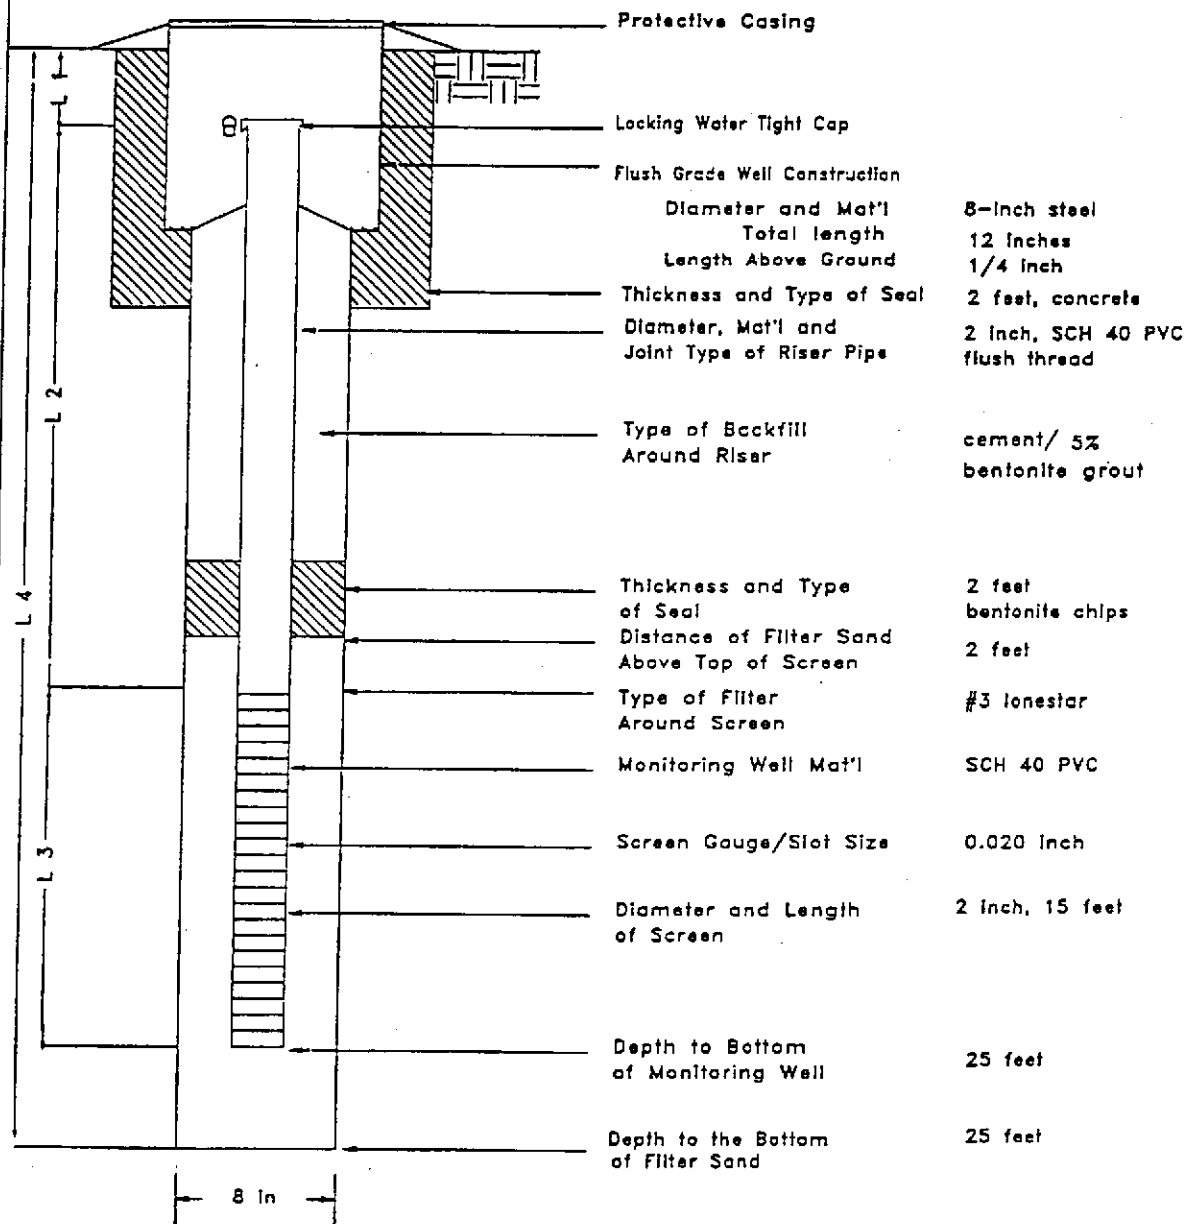 Protective Casing
L 1
Locking Water Tight Cap
Flush Grade Well Construction
Diameter and Mat'l 8-inch steel
Total length 12 inches
Length Above Ground 1/4 inch
Thickness and Type of Seal 2 feet, concrete
Diameter, Mat'l and 2 inch, SCH 40 PVC
Joint Type of Riser Pipe flush thread
L 2
Type of Backfill cement/ 5%
Around Riser bentonite grout
L 4
Thickness and Type 2 feet
of Seal bentonite chips
Distance of Filter Sand
Above Top of Screen 2 feet
Type of Filter #3 lonestar
Around Screen
Monitoring Well Mat'l SCH 40 PVC
L 3
Screen Gauge/Slot Size 0.020 inch
Diameter and Length 2 inch, 15 feet
of Screen
Depth to Bottom
of Monitoring Well 25 feet
Depth to the Bottom 25 feet
of Filter Sand
8 in